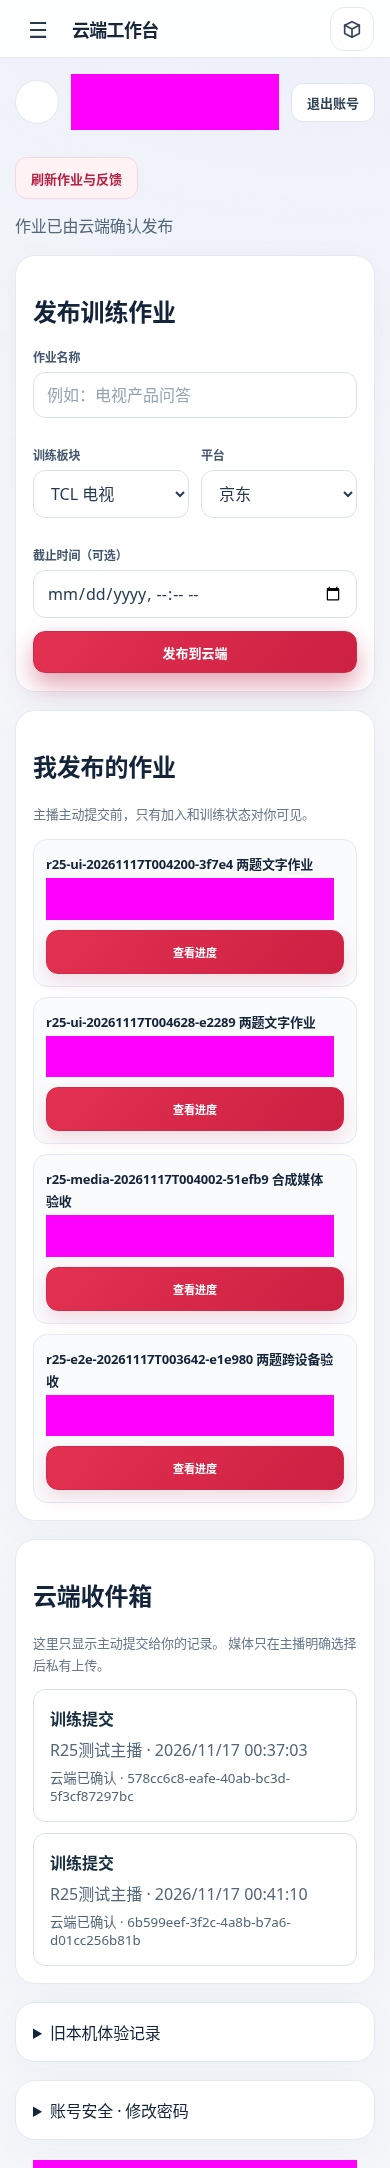 ☰ 云端工作台
退出账号
刷新作业与反馈
作业已由云端确认发布
发布训练作业
作业名称
例如：电视产品问答
训练板块 平台
TCL 电视 京东
截止时间（可选）
mm/dd/yyyy, --:-- --
发布到云端
我发布的作业
主播主动提交前，只有加入和训练状态对你可见。
r25-ui-20261117T004200-3f7e4 两题文字作业
查看进度
r25-ui-20261117T004628-e2289 两题文字作业
查看进度
r25-media-20261117T004002-51efb9 合成媒体
验收
查看进度
r25-e2e-20261117T003642-e1e980 两题跨设备验
收
查看进度
云端收件箱
这里只显示主动提交给你的记录。 媒体只在主播明确选择
后私有上传。
训练提交
R25测试主播 · 2026/11/17 00:37:03
云端已确认 · 578cc6c8-eafe-40ab-bc3d-
5f3cf87297bc
训练提交
R25测试主播 · 2026/11/17 00:41:10
云端已确认 · 6b599eef-3f2c-4a8b-b7a6-
d01cc256b81b
旧本机体验记录
账号安全 · 修改密码